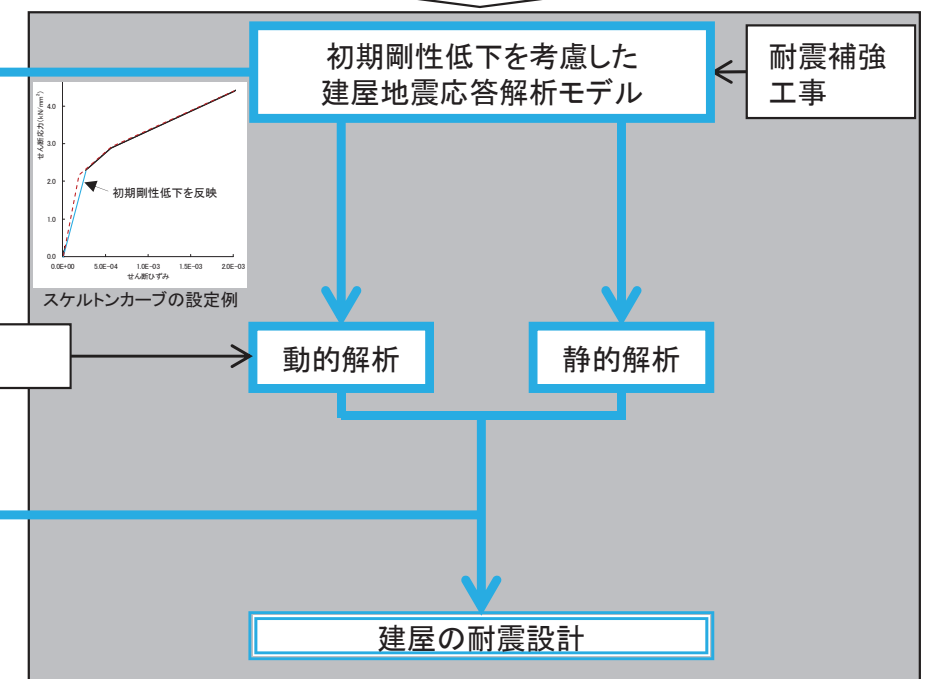 初期剛性低下を考慮した
建屋地震応答解析モデル
耐震補強
工事
せん断応力(kN/mm²)
4.0
3.0
2.0
1.0
0.0
初期剛性低下を反映
0.0E+00 5.0E-04 1.0E-03 1.5E-03 2.0E-03
せん断ひずみ
スケルトンカーブの設定例
動的解析
静的解析
建屋の耐震設計